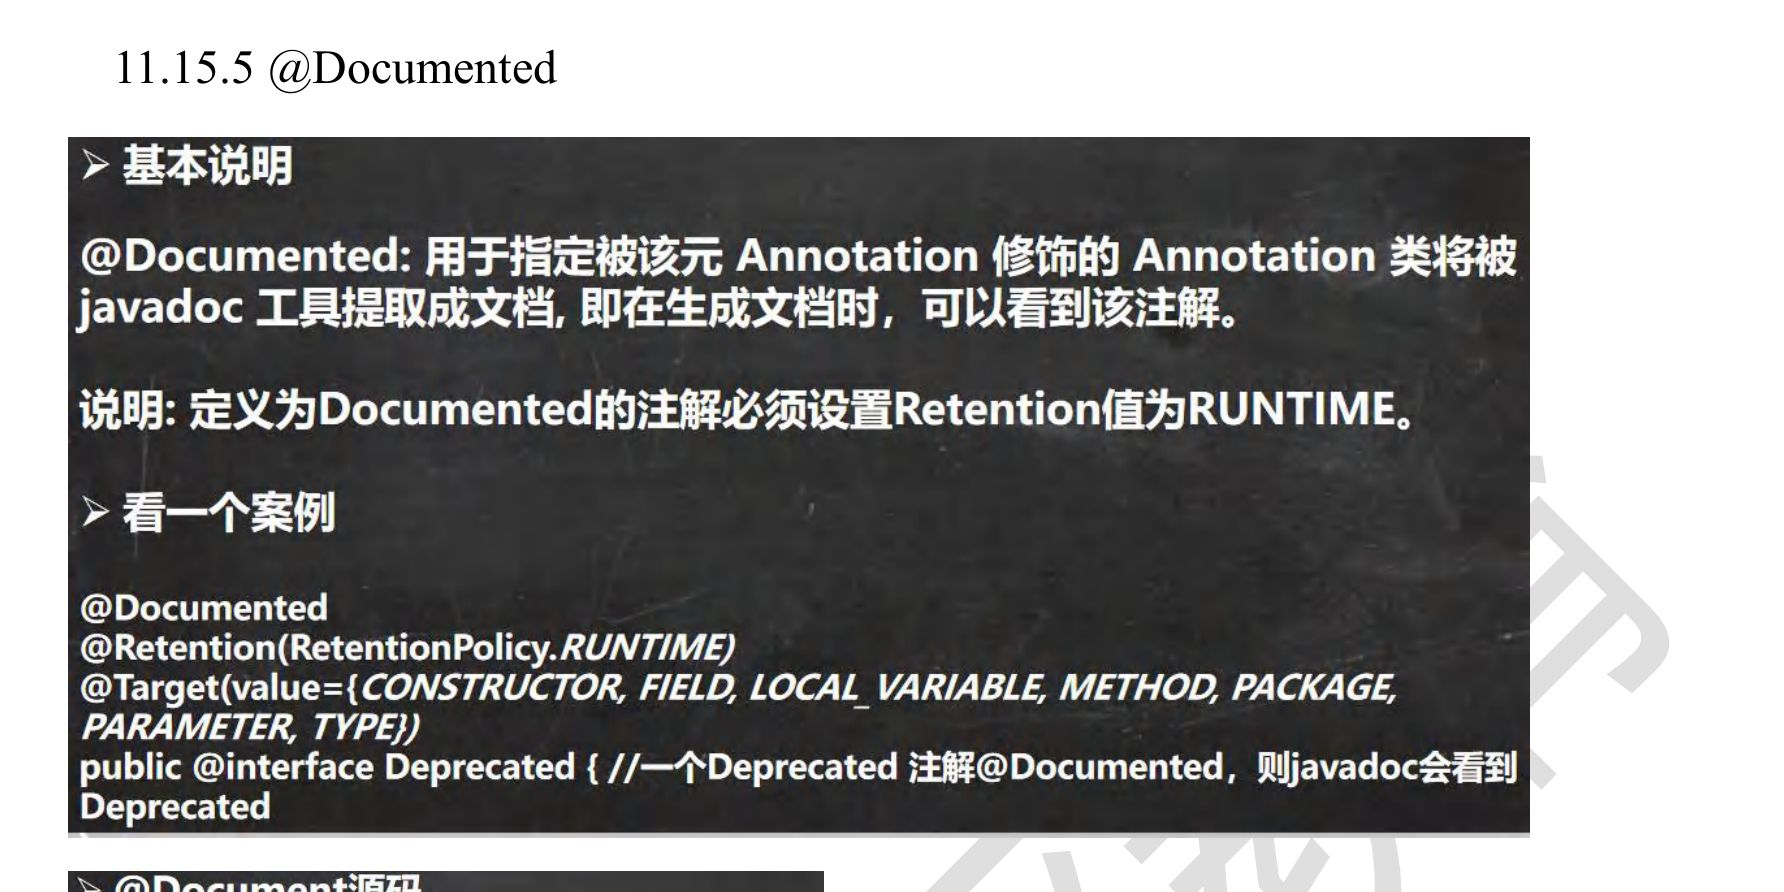 11.15.5 @Documented
➢ 基本说明
@Documented: 用于指定被该元 Annotation 修饰的 Annotation 类将被
javadoc 工具提取成文档, 即在生成文档时，可以看到该注解。
说明: 定义为Documented的注解必须设置Retention值为RUNTIME。
➢ 看一个案例
@Documented
@Retention(RetentionPolicy.RUNTIME)
@Target(value={CONSTRUCTOR, FIELD, LOCAL_VARIABLE, METHOD, PACKAGE,
PARAMETER, TYPE})
public @interface Deprecated { //一个Deprecated 注解@Documented，则javadoc会看到
Deprecated
➢ @Document源码